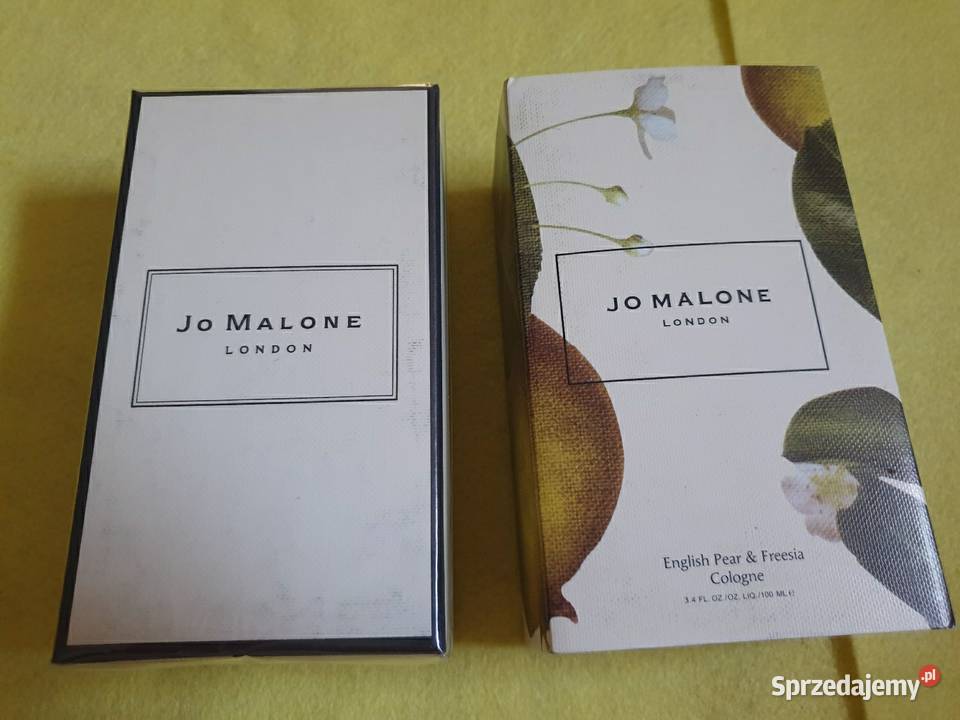 Jo Malone
LONDON
JO MALONE
LONDON
English Pear & Freesia
Cologne
3.4 FL. OZ./OZ. LIQ./100 ML ℮
Sprzedajemy.pl